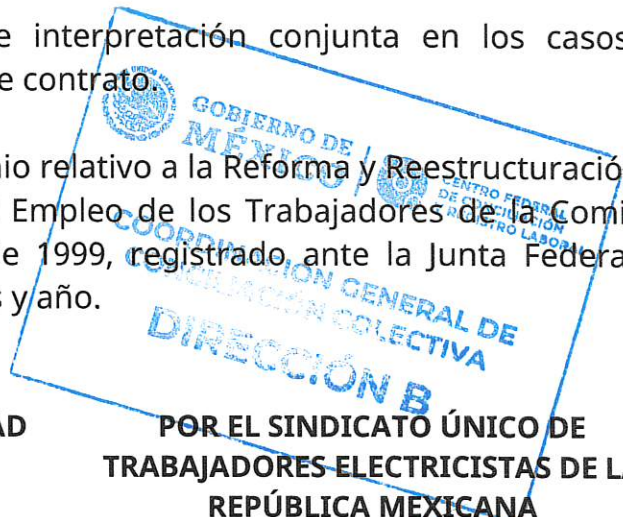 e interpretación conjunta en los casos
e contrato.
GOBIERNO DE
MÉXICO
CENTRO FEDERAL
DE CONCILIACIÓN
Y REGISTRO LABORAL
io relativo a la Reforma y Reestructuració
Empleo de los Trabajadores de la Comi
e 1999, registrado ante la Junta Federa
s y año.
COORDINACIÓN GENERAL DE
CONCILIACIÓN COLECTIVA
DIRECCIÓN B
AD
POR EL SINDICATO ÚNICO DE
TRABAJADORES ELECTRICISTAS DE LA
REPÚBLICA MEXICANA